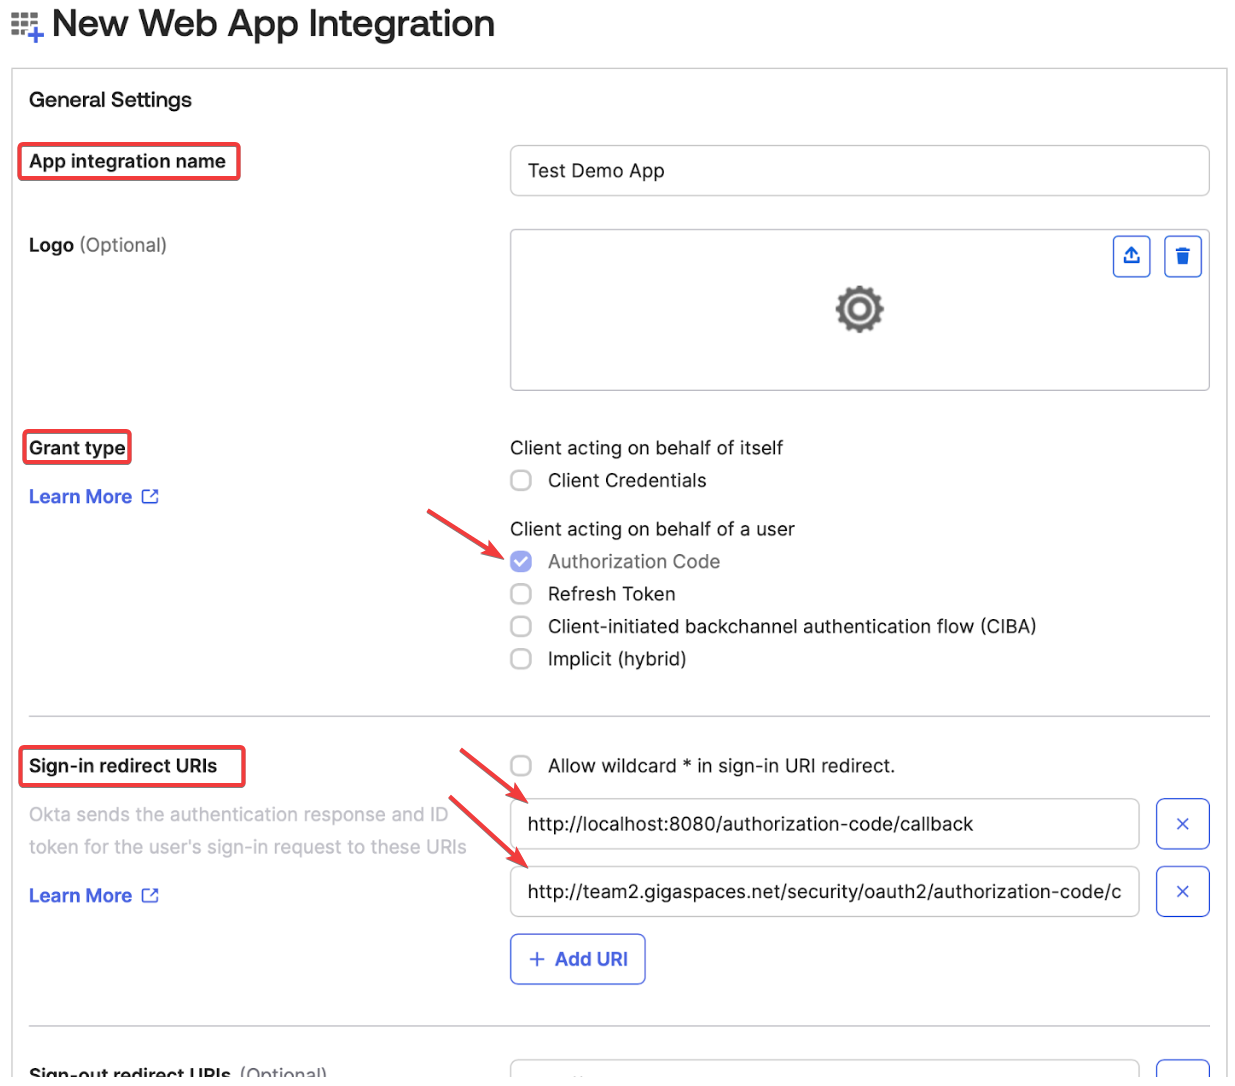 New Web App Integration
General Settings
App integration name
Test Demo App
Logo (Optional)
Grant type
Learn More
Client acting on behalf of itself
Client Credentials
Client acting on behalf of a user
Authorization Code
Refresh Token
Client-initiated backchannel authentication flow (CIBA)
Implicit (hybrid)
Sign-in redirect URIs
Okta sends the authentication response and ID
token for the user's sign-in request to these URIs
Learn More
Allow wildcard * in sign-in URI redirect.
http://localhost:8080/authorization-code/callback
http://team2.gigaspaces.net/security/oauth2/authorization-code/c
+ Add URI
Sign-out redirect URIs (Optional)